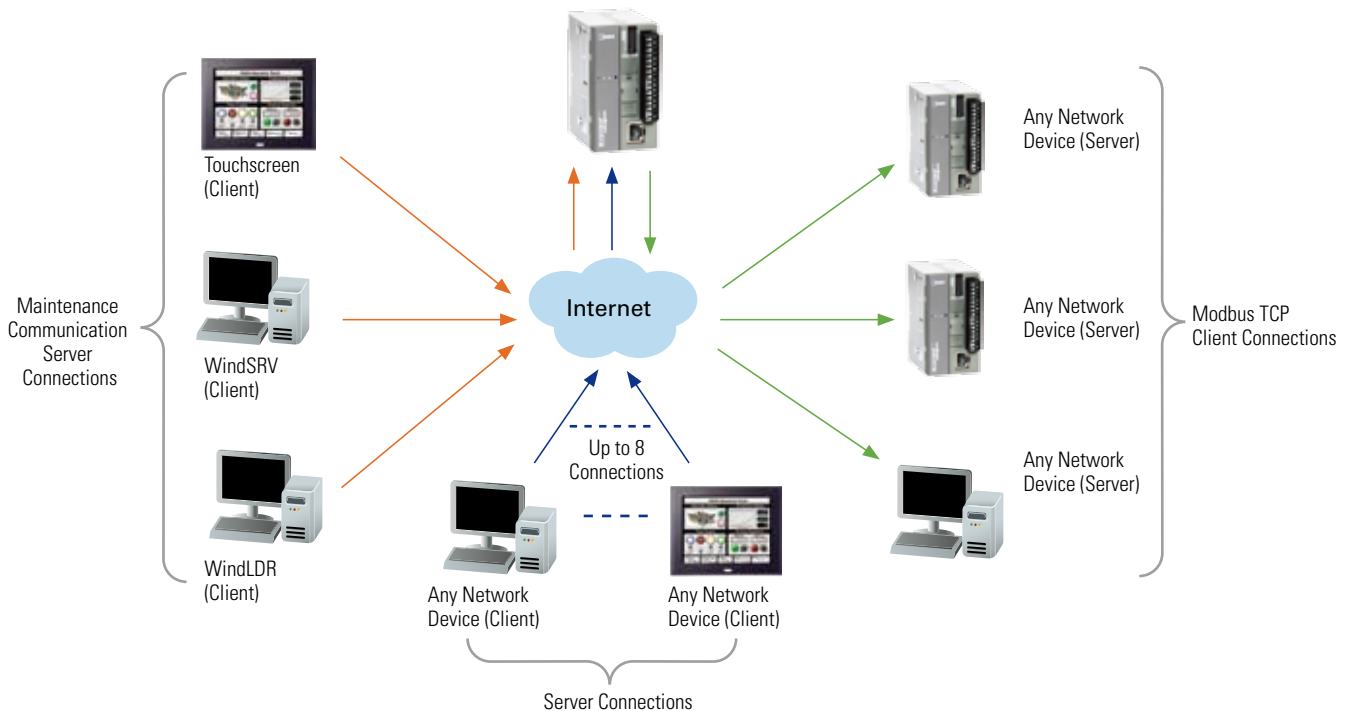 Touchscreen
(Client)
WindSRV
(Client)
WindLDR
(Client)
Maintenance
Communication
Server
Connections
Internet
Up to 8
Connections
Any Network
Device (Client)
Any Network
Device (Client)
Server Connections
Any Network
Device (Server)
Any Network
Device (Server)
Any Network
Device (Server)
Modbus TCP
Client Connections